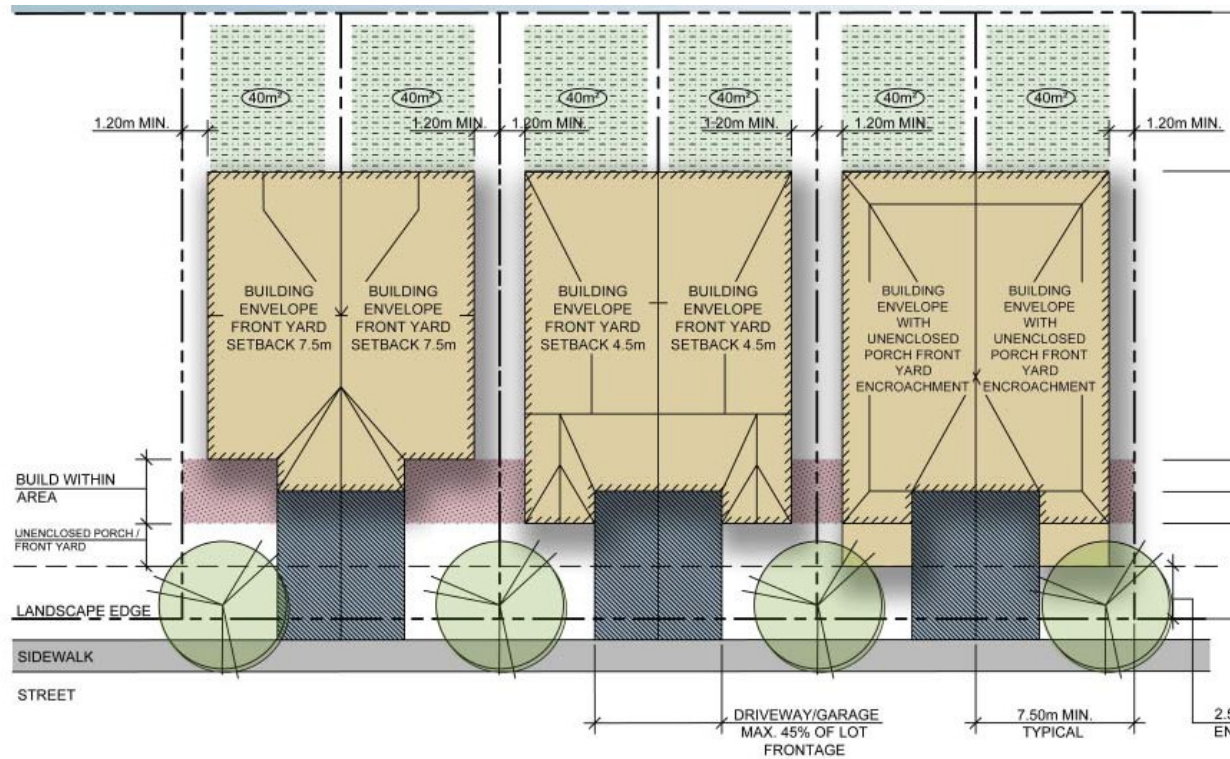 40m²
40m²
40m²
40m²
40m²
40m²
1.20m MIN.
1.20m MIN.
1.20m MIN.
1.20m MIN.
1.20m MIN.
1.20m MIN.
BUILDING
ENVELOPE
FRONT YARD
SETBACK 7.5m
BUILDING
ENVELOPE
FRONT YARD
SETBACK 7.5m
BUILDING
ENVELOPE
FRONT YARD
SETBACK 4.5m
BUILDING
ENVELOPE
FRONT YARD
SETBACK 4.5m
BUILDING
ENVELOPE
WITH
UNENCLOSED
PORCH FRONT
YARD
ENCROACHMENT
BUILDING
ENVELOPE
WITH
UNENCLOSED
PORCH FRONT
YARD
ENCROACHMENT
BUILD WITHIN
AREA
UNENCLOSED PORCH /
FRONT YARD
LANDSCAPE EDGE
SIDEWALK
STREET
DRIVEWAY/GARAGE
MAX. 45% OF LOT
FRONTAGE
7.50m MIN.
TYPICAL